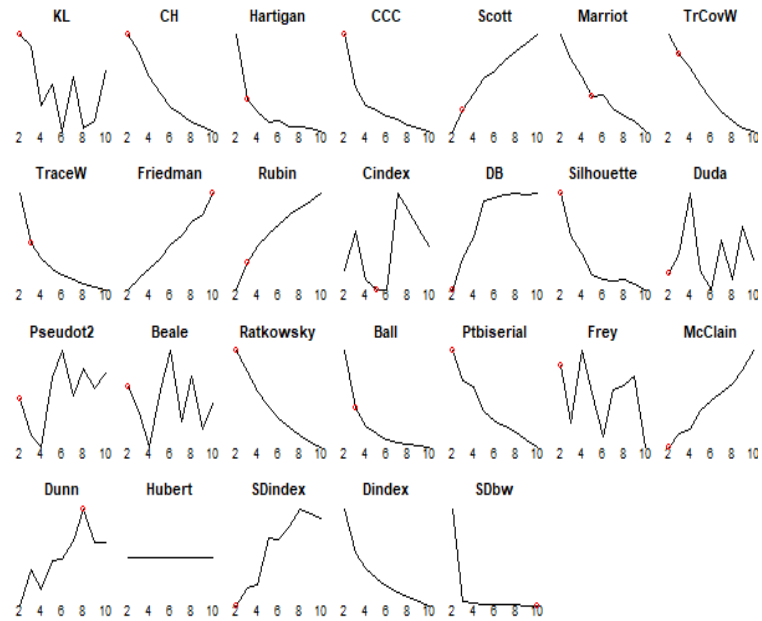 KL CH Hartigan CCC Scott Marriot TrCovW
2 4 6 8 10 2 4 6 8 10 2 4 6 8 10 2 4 6 8 10 2 4 6 8 10 2 4 6 8 10 2 4 6 8 10
TraceW Friedman Rubin Cindex DB Silhouette Duda
2 4 6 8 10 2 4 6 8 10 2 4 6 8 10 2 4 6 8 10 2 4 6 8 10 2 4 6 8 10 2 4 6 8 10
Pseudot2 Beale Ratkowsky Ball Ptbiserial Frey McClain
2 4 6 8 10 2 4 6 8 10 2 4 6 8 10 2 4 6 8 10 2 4 6 8 10 2 4 6 8 10 2 4 6 8 10
Dunn Hubert SDindex Dindex SDbw
2 4 6 8 10 2 4 6 8 10 2 4 6 8 10 2 4 6 8 10 2 4 6 8 10